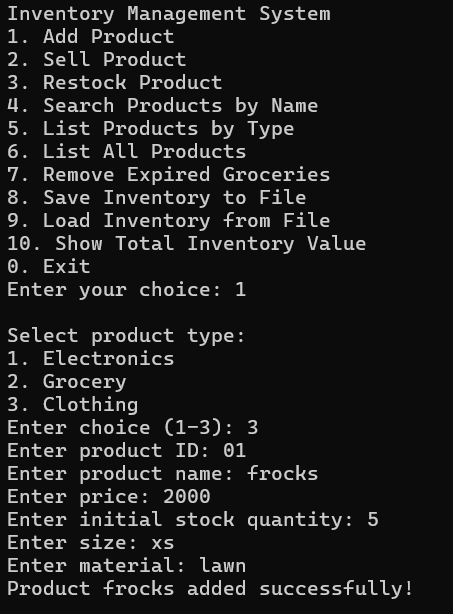 Inventory Management System
1. Add Product
2. Sell Product
3. Restock Product
4. Search Products by Name
5. List Products by Type
6. List All Products
7. Remove Expired Groceries
8. Save Inventory to File
9. Load Inventory from File
10. Show Total Inventory Value
0. Exit
Enter your choice: 1

Select product type:
1. Electronics
2. Grocery
3. Clothing
Enter choice (1-3): 3
Enter product ID: 01
Enter product name: frocks
Enter price: 2000
Enter initial stock quantity: 5
Enter size: xs
Enter material: lawn
Product frocks added successfully!